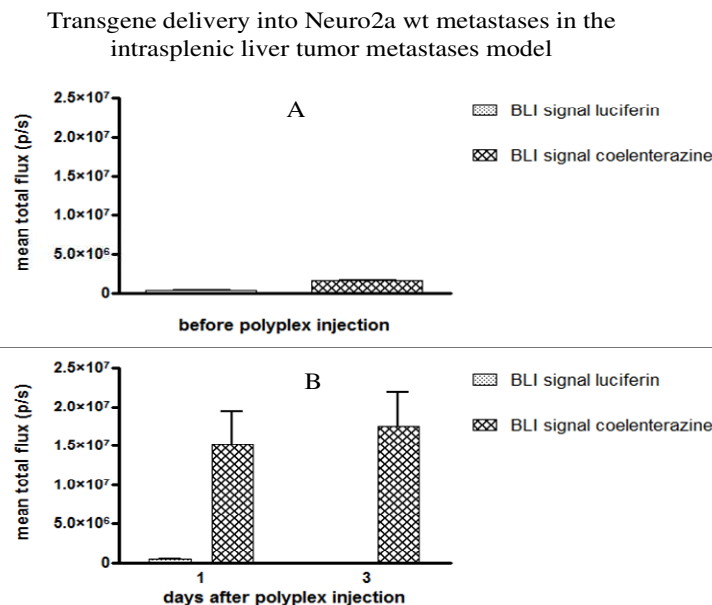 Transgene delivery into Neuro2a wt metastases in the
intrasplenic liver tumor metastases model
A
mean total flux (p/s)
2.5×10⁷
2.0×10⁷
1.5×10⁷
1.0×10⁷
5.0×10⁶
0
before polyplex injection
BLI signal luciferin
BLI signal coelenterazine
B
mean total flux (p/s)
2.5×10⁷
2.0×10⁷
1.5×10⁷
1.0×10⁷
5.0×10⁶
0
1
3
days after polyplex injection
BLI signal luciferin
BLI signal coelenterazine